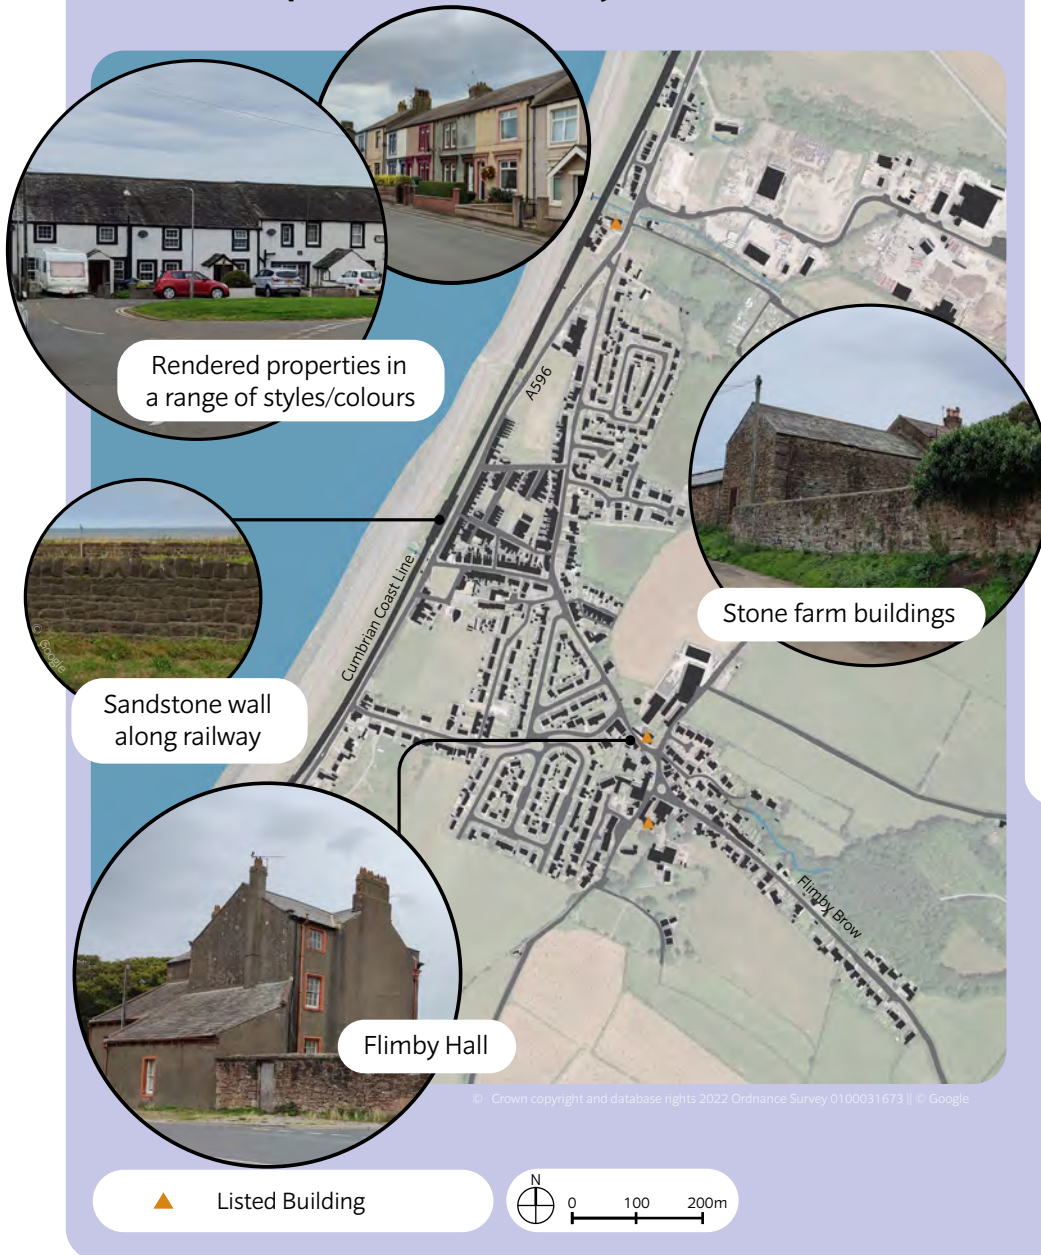 Rendered properties in
a range of styles/colours
A596
Stone farm buildings
Cumbrian Coast Line
© Google
Sandstone wall
along railway
Flimby Brow
Flimby Hall
© Crown copyright and database rights 2022 Ordnance Survey 0100031673 || © Google
Listed Building
N
0 100 200m